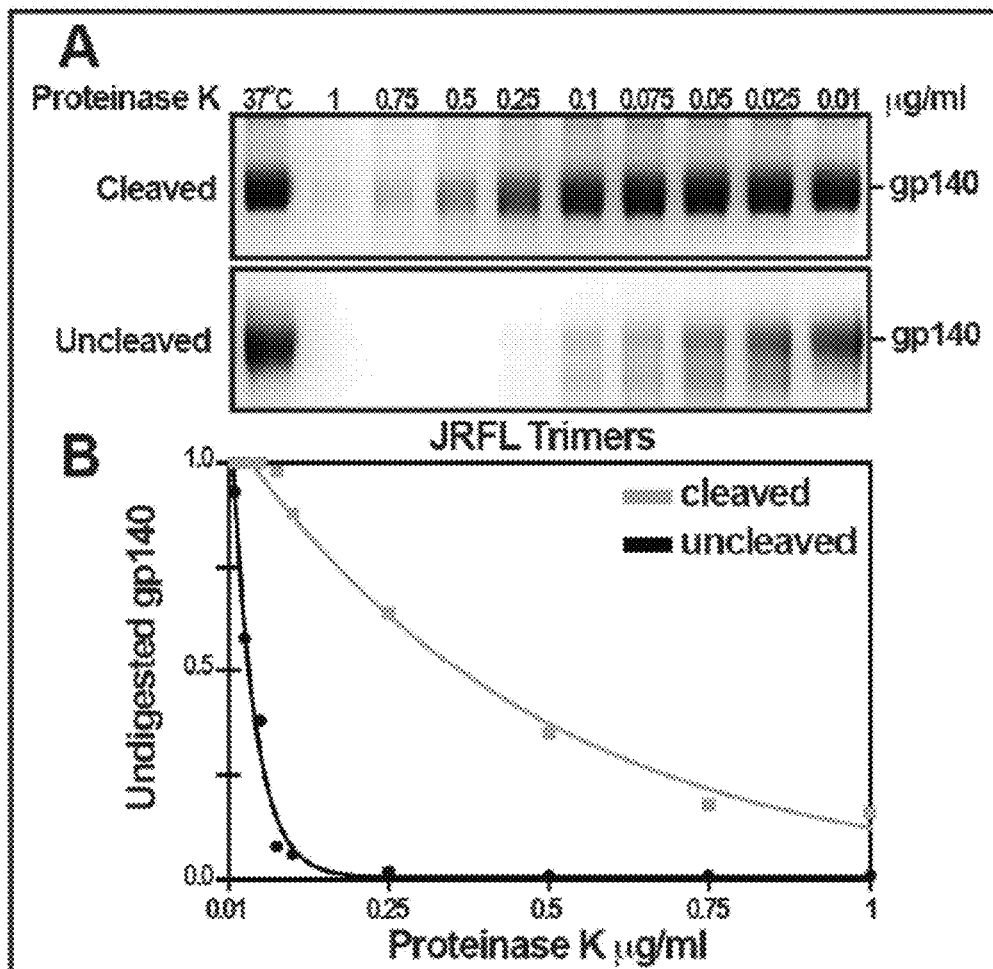 A
Proteinase K 37°C 1 0.75 0.5 0.25 0.1 0.075 0.05 0.025 0.01 μg/ml
Cleaved
gp140
Uncleaved
gp140
JRFL Trimers
B
cleaved
uncleaved
Undigested gp140
1.0
0.5
0.0
0.01 0.25 0.5 0.75 1
Proteinase K μg/ml